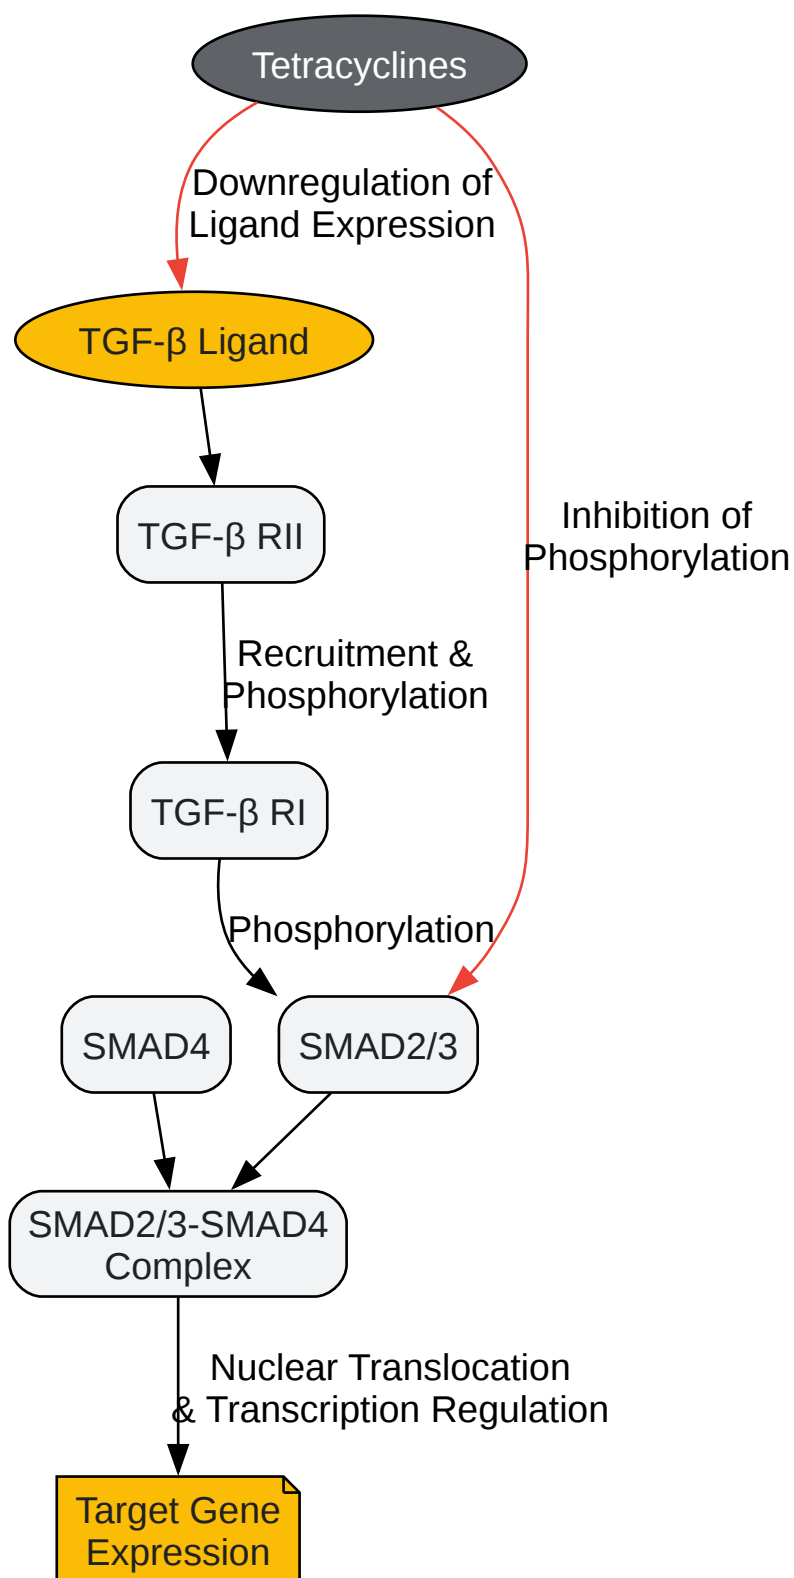 Tetracyclines
Downregulation of
Ligand Expression
TGF-β Ligand
Inhibition of
Phosphorylation
TGF-β RII
Recruitment &
Phosphorylation
TGF-β RI
Phosphorylation
SMAD4
SMAD2/3
SMAD2/3-SMAD4
Complex
Nuclear Translocation
& Transcription Regulation
Target Gene
Expression